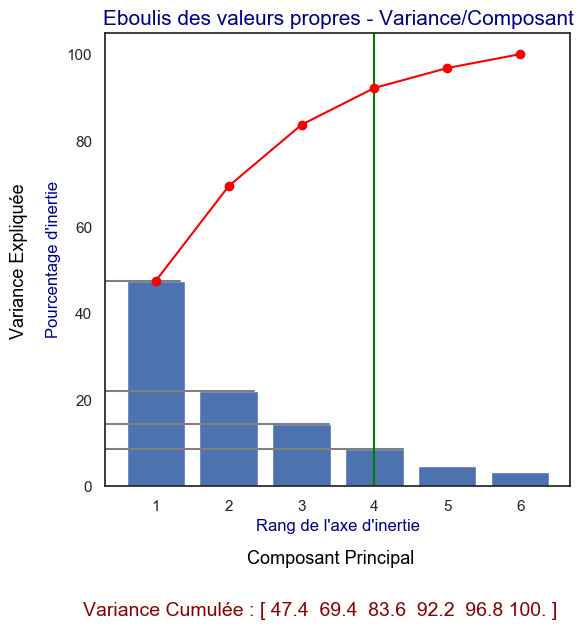 Eboulis des valeurs propres - Variance/Composant
Variance Expliquée
Pourcentage d'inertie
100
80
60
40
20
0
1 2 3 4 5 6
Rang de l'axe d'inertie
Composant Principal
Variance Cumulée : [ 47.4  69.4  83.6  92.2  96.8 100. ]